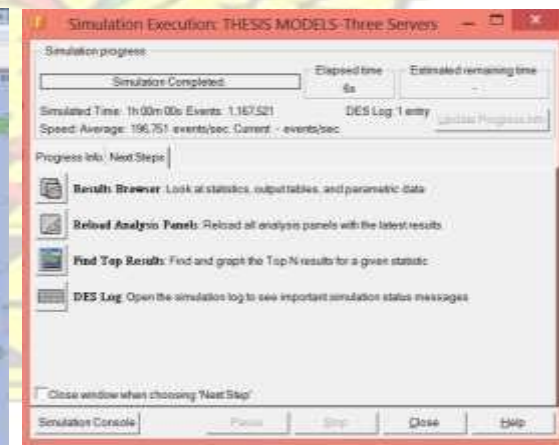 Simulation Execution: THESIS MODELS-Three Servers
Simulation progress
Simulation Completed.
Elapsed time
6s
Estimated remaining time
-
Simulated Time: 1h 00m 00s Events: 1,167,521
DES Log: 1 entry
Speed: Average: 196,751 events/sec. Current: - events/sec.
Update Progress Info
Progress Info Next Steps
Results Browser: Look at statistics, output tables, and parametric data
Reload Analysis Panels: Reload all analysis panels with the latest results
Find Top Results: Find and graph the Top N results for a given statistic
DES Log: Open the simulation log to see important simulation status messages
Close window when choosing 'Next Step'
Simulation Console Pause Stop Close Help